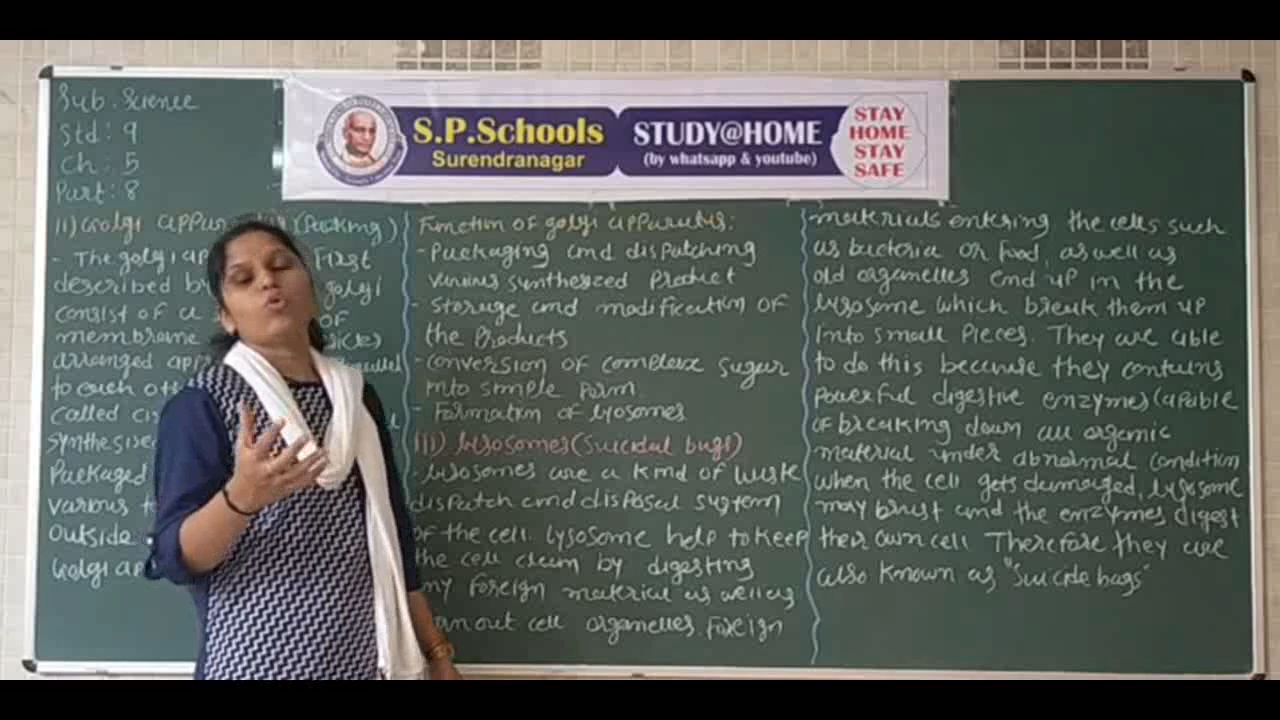 Sub. Science
Std: 9
Ch: 5
Part: 8
S.P.Schools
Surendranagar
STUDY@HOME
(by whatsapp & youtube)
STAY
HOME
STAY
SAFE
ii) Golgi (Packing)
- The golgi first
described by golgi
consist of a of
membrane
arranged parallel
to each
called
synthesised
Packaged
various
outside
Golgi
Function of golgi apparatus:
- Packaging and dispatching
various synthesized Product
- Storage and modification of
the Products
- conversion of complex sugar
into simple form
- Formation of lysosomes
iii) lysosomes (Suicidal bags)
- lysosomes are a kind of waste
dispatch and disposal system
of the cell. lysosome help to keep
the cell clean by digesting
any foreign material as well as
worn out cell organelles. Foreign
materials entering the cells such
as bacteria or food, as well as
old organelles end up in the
lysosome which break them up
into small pieces. They are able
to do this because they contains
Powerful digestive enzymes capable
of breaking down all organic
material under abnormal condition
when the cell gets damaged, lysosome
may brust and the enzymes digest
their own cell Therefore they are
also known as "suicide bags"